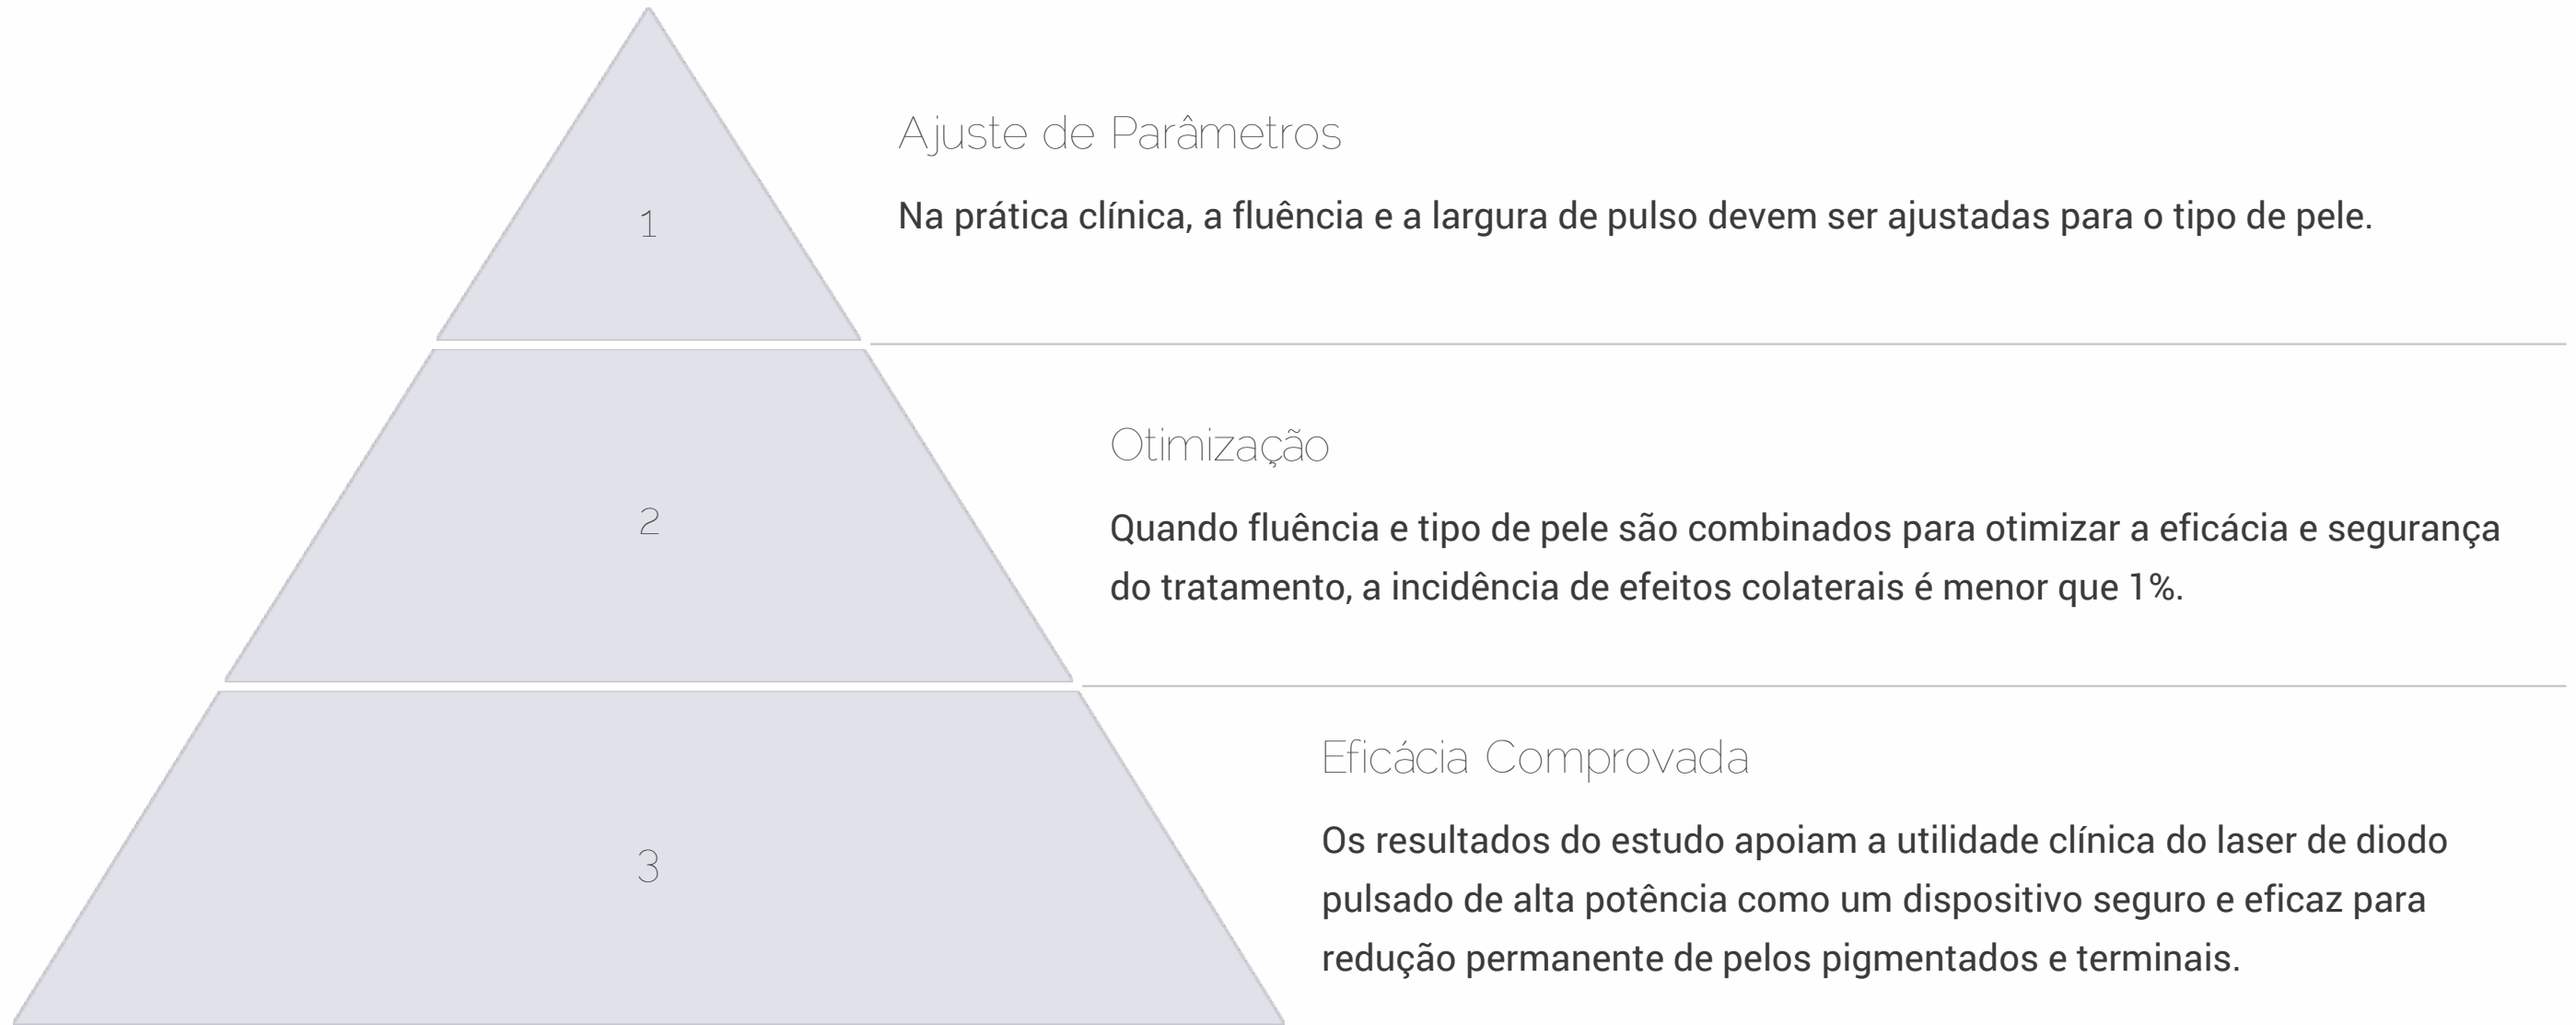 1
Ajuste de Parâmetros
Na prática clínica, a fluência e a largura de pulso devem ser ajustadas para o tipo de pele.
2
Otimização
Quando fluência e tipo de pele são combinados para otimizar a eficácia e segurança
do tratamento, a incidência de efeitos colaterais é menor que 1%.
3
Eficácia Comprovada
Os resultados do estudo apoiam a utilidade clínica do laser de diodo
pulsado de alta potência como um dispositivo seguro e eficaz para
redução permanente de pelos pigmentados e terminais.